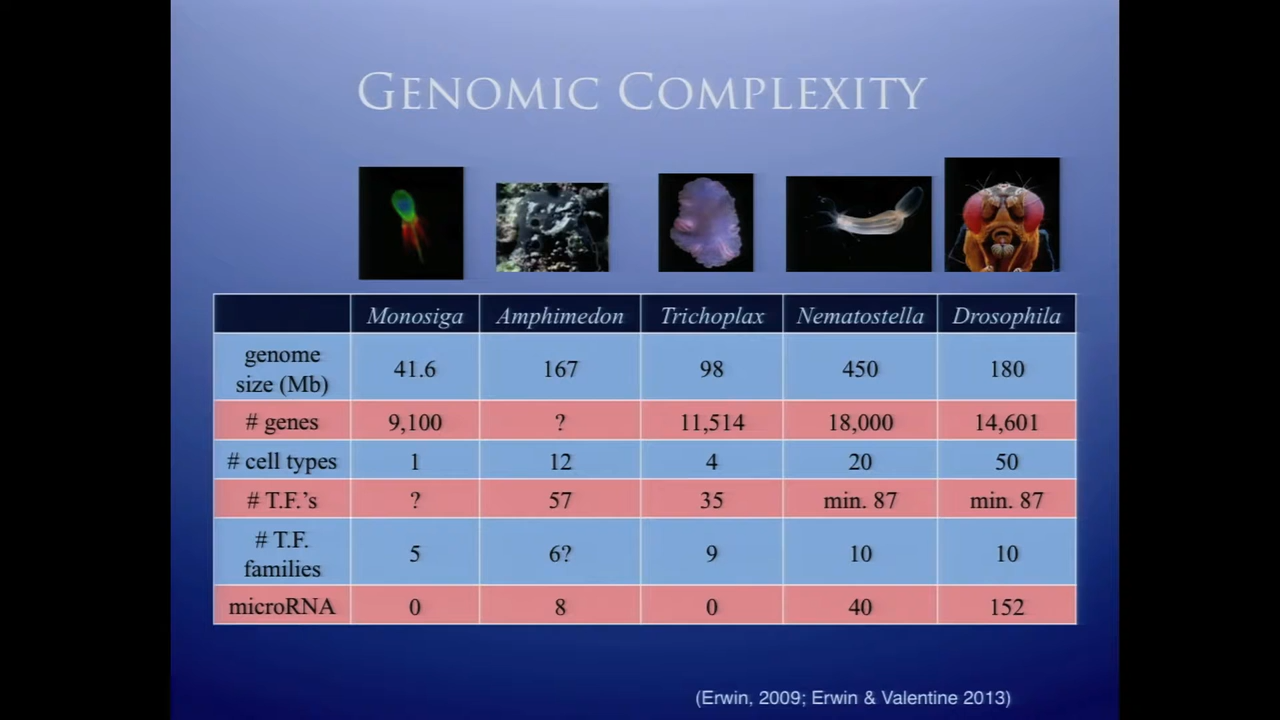 GENOMIC COMPLEXITY
Monosiga Amphimedon Trichoplax Nematostella Drosophila
genome size (Mb) 41.6 167 98 450 180
# genes 9,100 ? 11,514 18,000 14,601
# cell types 1 12 4 20 50
# T.F.'s ? 57 35 min. 87 min. 87
# T.F. families 5 6? 9 10 10
microRNA 0 8 0 40 152
(Erwin, 2009; Erwin & Valentine 2013)